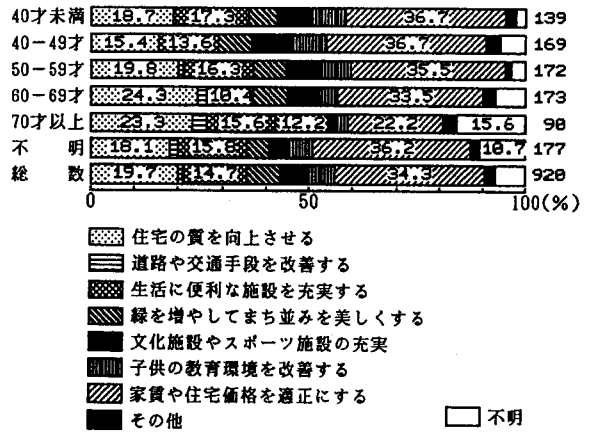 40才未満 18.7 17.3 36.7 139
40-49才 15.4 13.6 36.7 169
50-59才 19.8 16.3 35.5 172
60-69才 24.3 10.4 33.5 173
70才以上 23.3 15.6 12.2 22.2 15.6 90
不明 18.1 15.8 36.2 10.7 177
総数 19.7 14.7 34.3 920
0 50 100(%)
住宅の質を向上させる
道路や交通手段を改善する
生活に便利な施設を充実する
緑を増やしてまち並みを美しくする
文化施設やスポーツ施設の充実
子供の教育環境を改善する
家賃や住宅価格を適正にする
その他 不明